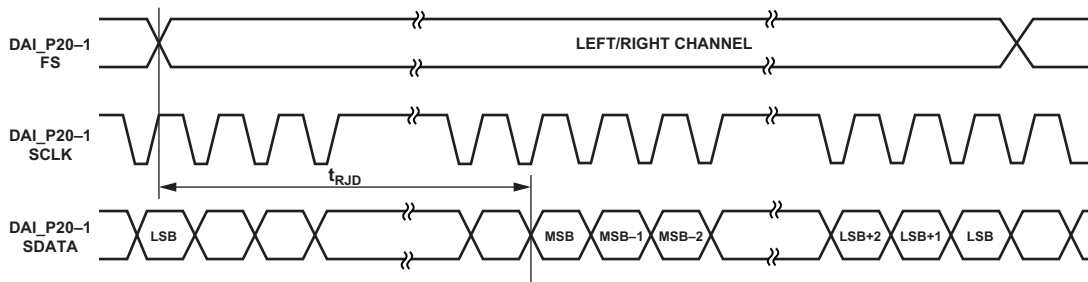 DAI_P20–1
FS
LEFT/RIGHT CHANNEL
DAI_P20–1
SCLK
tRJD
DAI_P20–1
SDATA
LSB
MSB
MSB–1
MSB–2
LSB+2
LSB+1
LSB